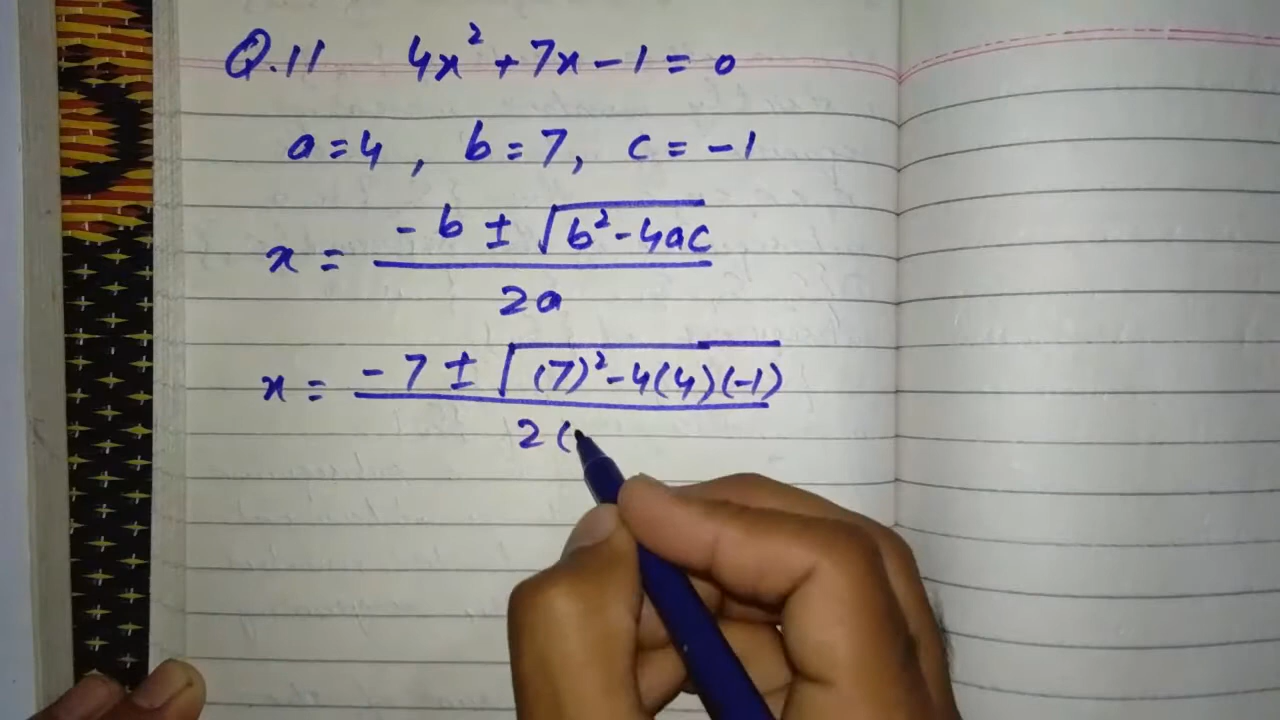 Q.11 4x² + 7x - 1 = 0
a = 4 , b = 7, c = -1
x = (-b ± √(b² - 4ac)) / 2a
x = (-7 ± √((7)² - 4(4)(-1))) / 2(